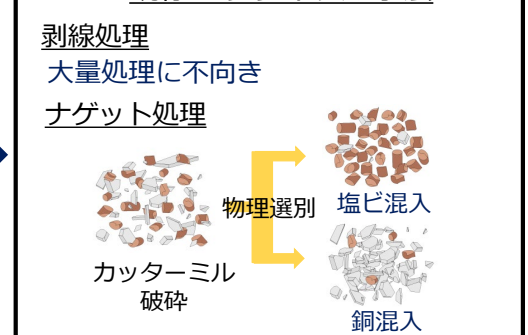 剥線処理
大量処理に不向き
ナゲット処理
物理選別
塩ビ混入
カッターミル
破砕
銅混入